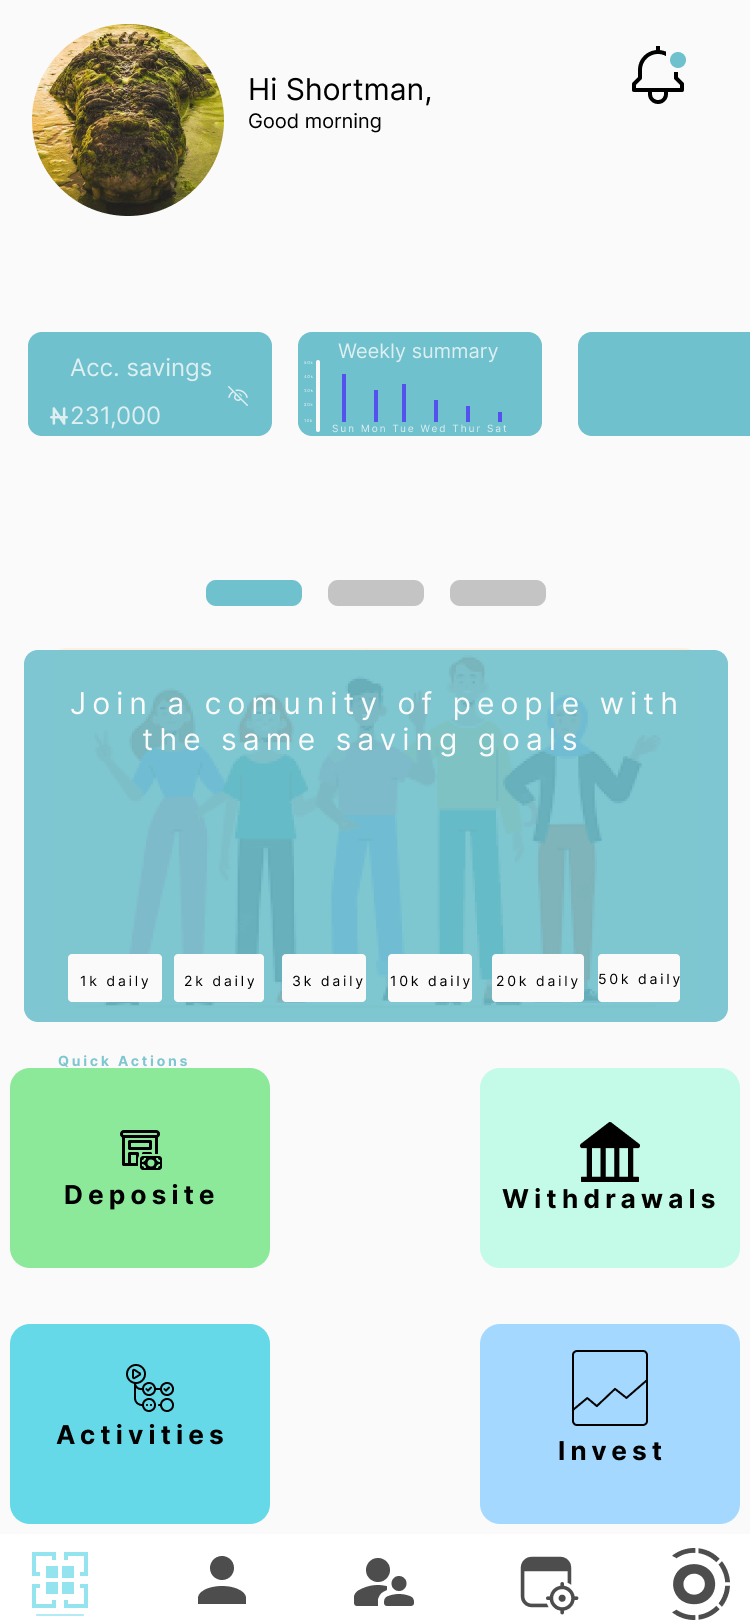 Hi Shortman,
Good morning
Acc. savings
₦231,000
Weekly summary
Sun Mon Tue Wed Thur Sat
Join a comunity of people with
the same saving goals
1k daily
2k daily
3k daily
10k daily
20k daily
50k daily
Quick Actions
Deposite
Withdrawals
Activities
Invest